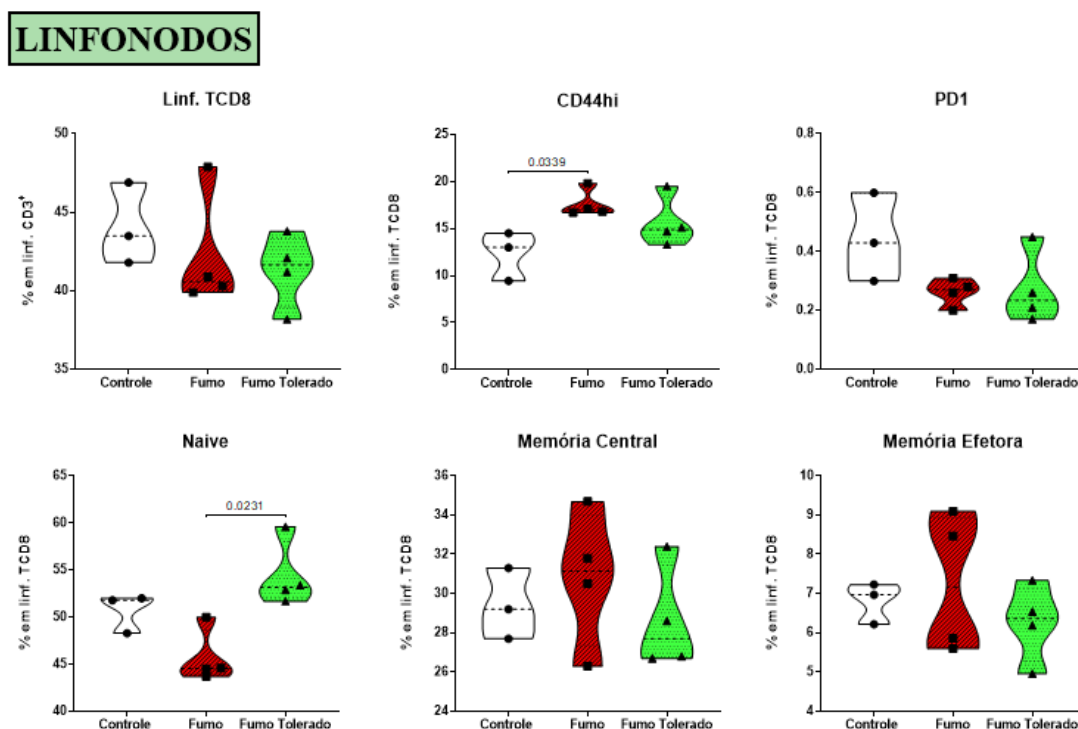 LINFONODOS
Linf. TCD8
% em linf. CD3⁺
50
45
40
35
Controle Fumo Fumo Tolerado
CD44hi
% em linf. TCD8
25
20
15
10
5
0
0.0339
Controle Fumo Fumo Tolerado
PD1
% em linf. TCD8
0.8
0.6
0.4
0.2
0.0
Controle Fumo Fumo Tolerado
Naive
% em linf. TCD8
65
60
55
50
45
40
0.0231
Controle Fumo Fumo Tolerado
Memória Central
% em linf. TCD8
36
34
32
30
28
26
24
Controle Fumo Fumo Tolerado
Memória Efetora
% em linf. TCD8
10
9
8
7
6
5
4
Controle Fumo Fumo Tolerado